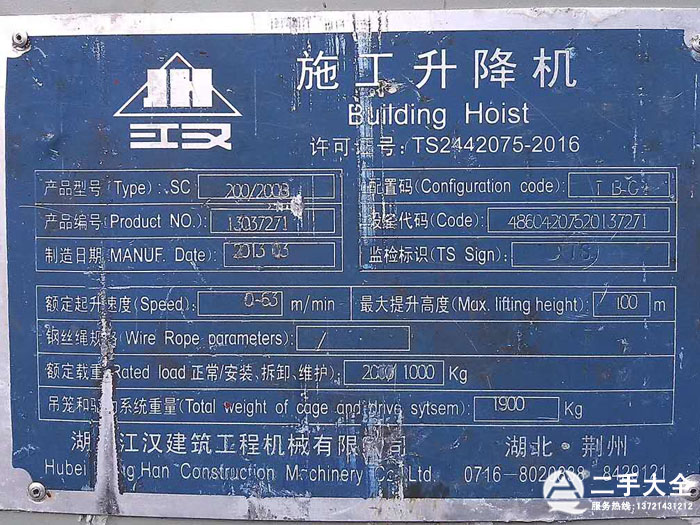 JH
江汉
施工升降机
Building Hoist
许可 号: TS2442075-2016
产品型号(Type): SC 200/200B
配置码(Configuration code):
产品编号(Product NO.): 13037271
设备代码(Code): 48604207520137271
制造日期(MANUF. Date): 2013 03
监检标识(TS Sign):
额定起升速度(Speed): 0-63 m/min
最大提升高度(Max. lifting height): 100 m
钢丝绳规格(Wire Rope parameters): /
额定载重(Rated load 正常/安装、拆卸、维护): 2000/1000 Kg
吊笼和驱动系统重量(Total weight of cage and drive sytsem): 1900 Kg
湖 江汉建筑工程机械有限公司
湖北·荆州
Hubei Jiang Han Construction Machinery Co. Ltd.
0716-8020888 8429121
二手大全
服务热线:13721431212